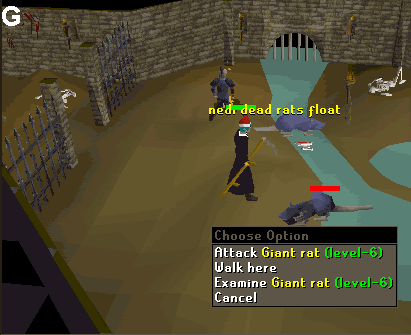 G
nedi dead rats float
Choose Option
Attack Giant rat (level-6)
Walk here
Examine Giant rat (level-6)
Cancel